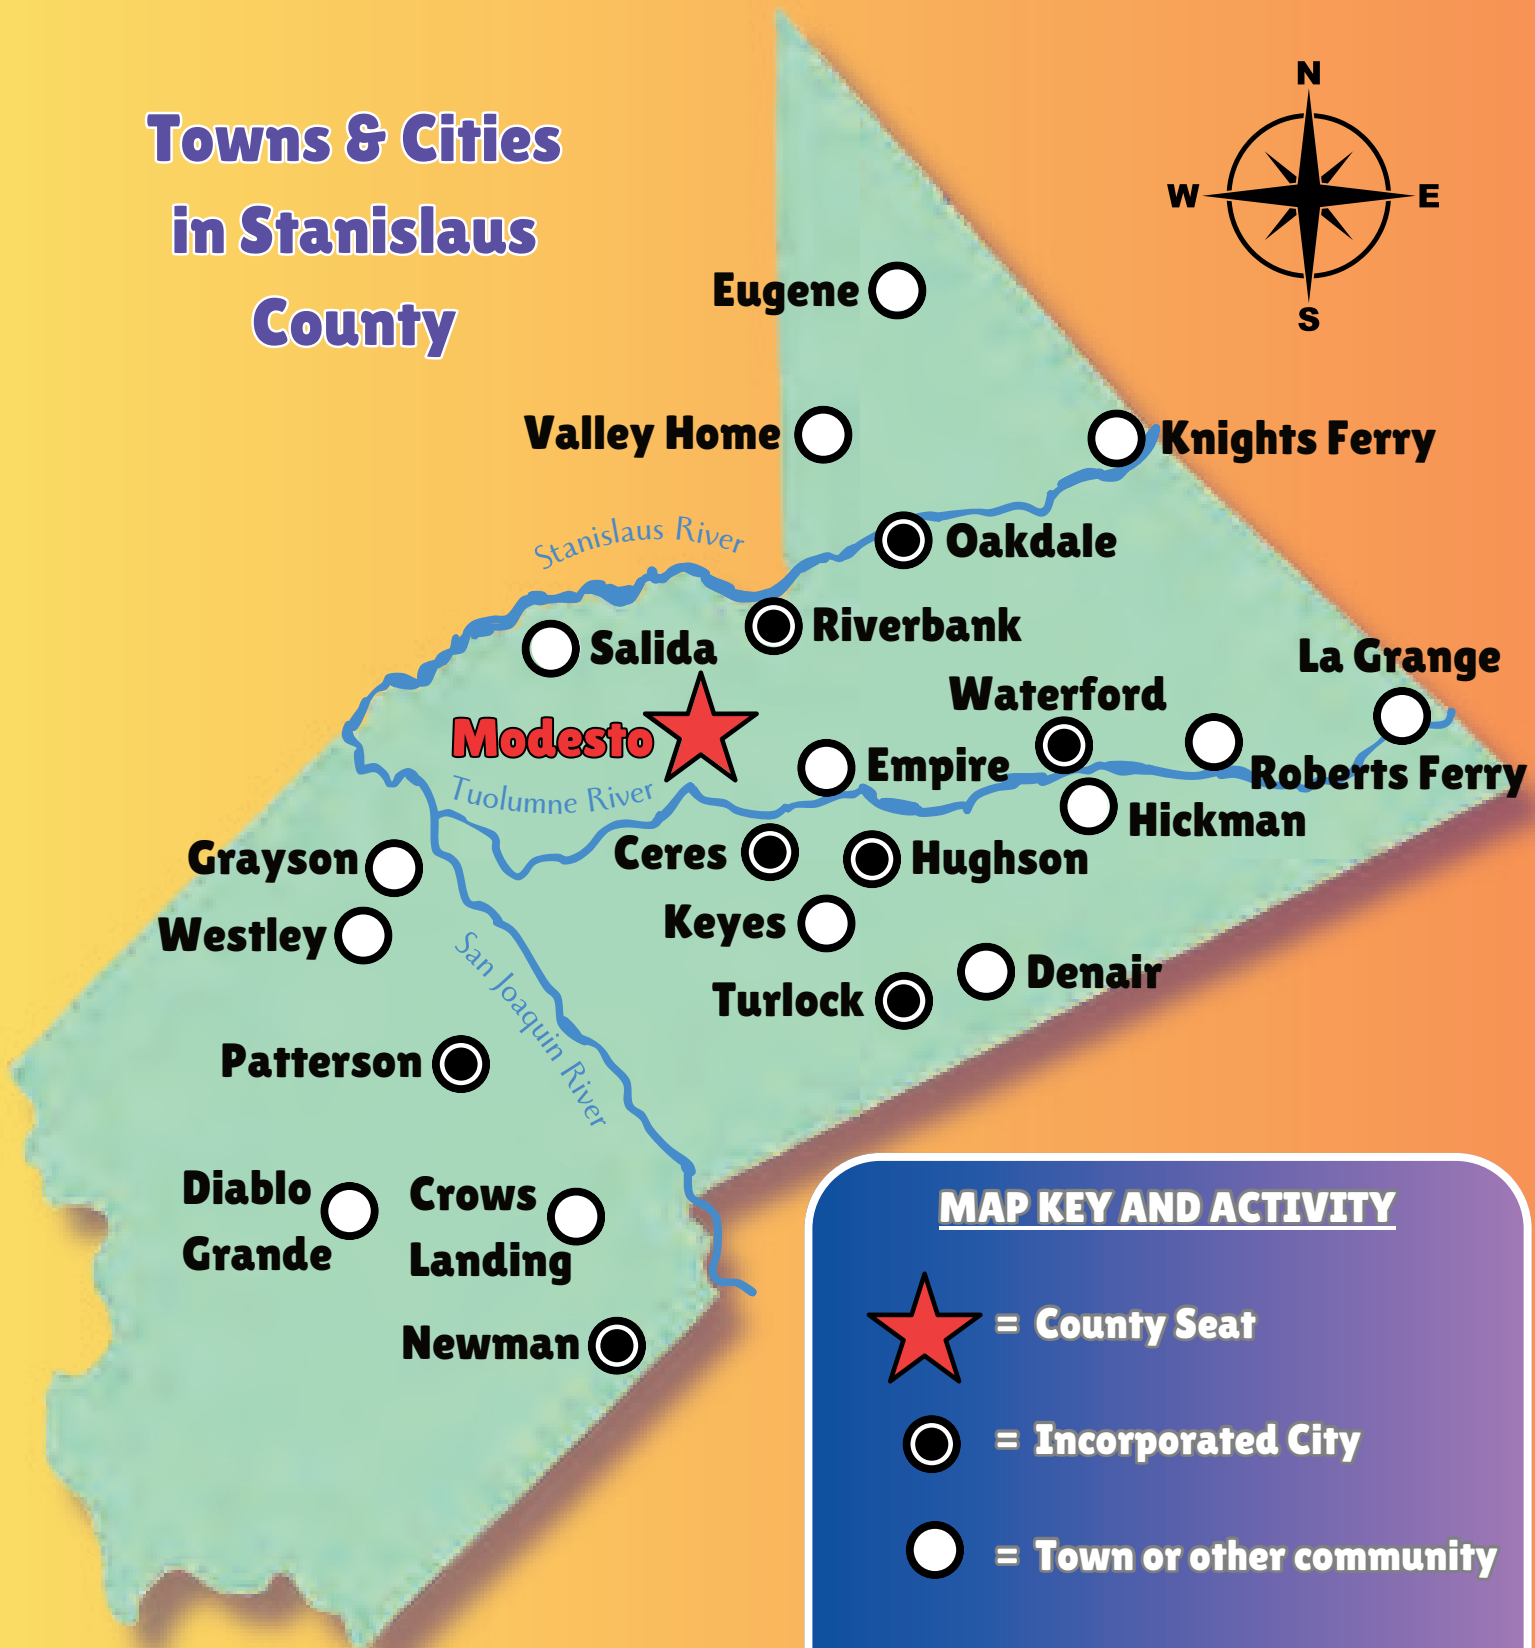 Towns & Cities
in Stanislaus
County
N
W
E
S
Eugene
Valley Home
Knights Ferry
Stanislaus River
Oakdale
Riverbank
Salida
La Grange
Waterford
Modesto
Empire
Roberts Ferry
Tuolumne River
Hickman
Grayson
Ceres
Hughson
Westley
Keyes
San Joaquin River
Denair
Turlock
Patterson
Diablo
Grande
Crows
Landing
Newman
MAP KEY AND ACTIVITY
= County Seat
= Incorporated City
= Town or other community